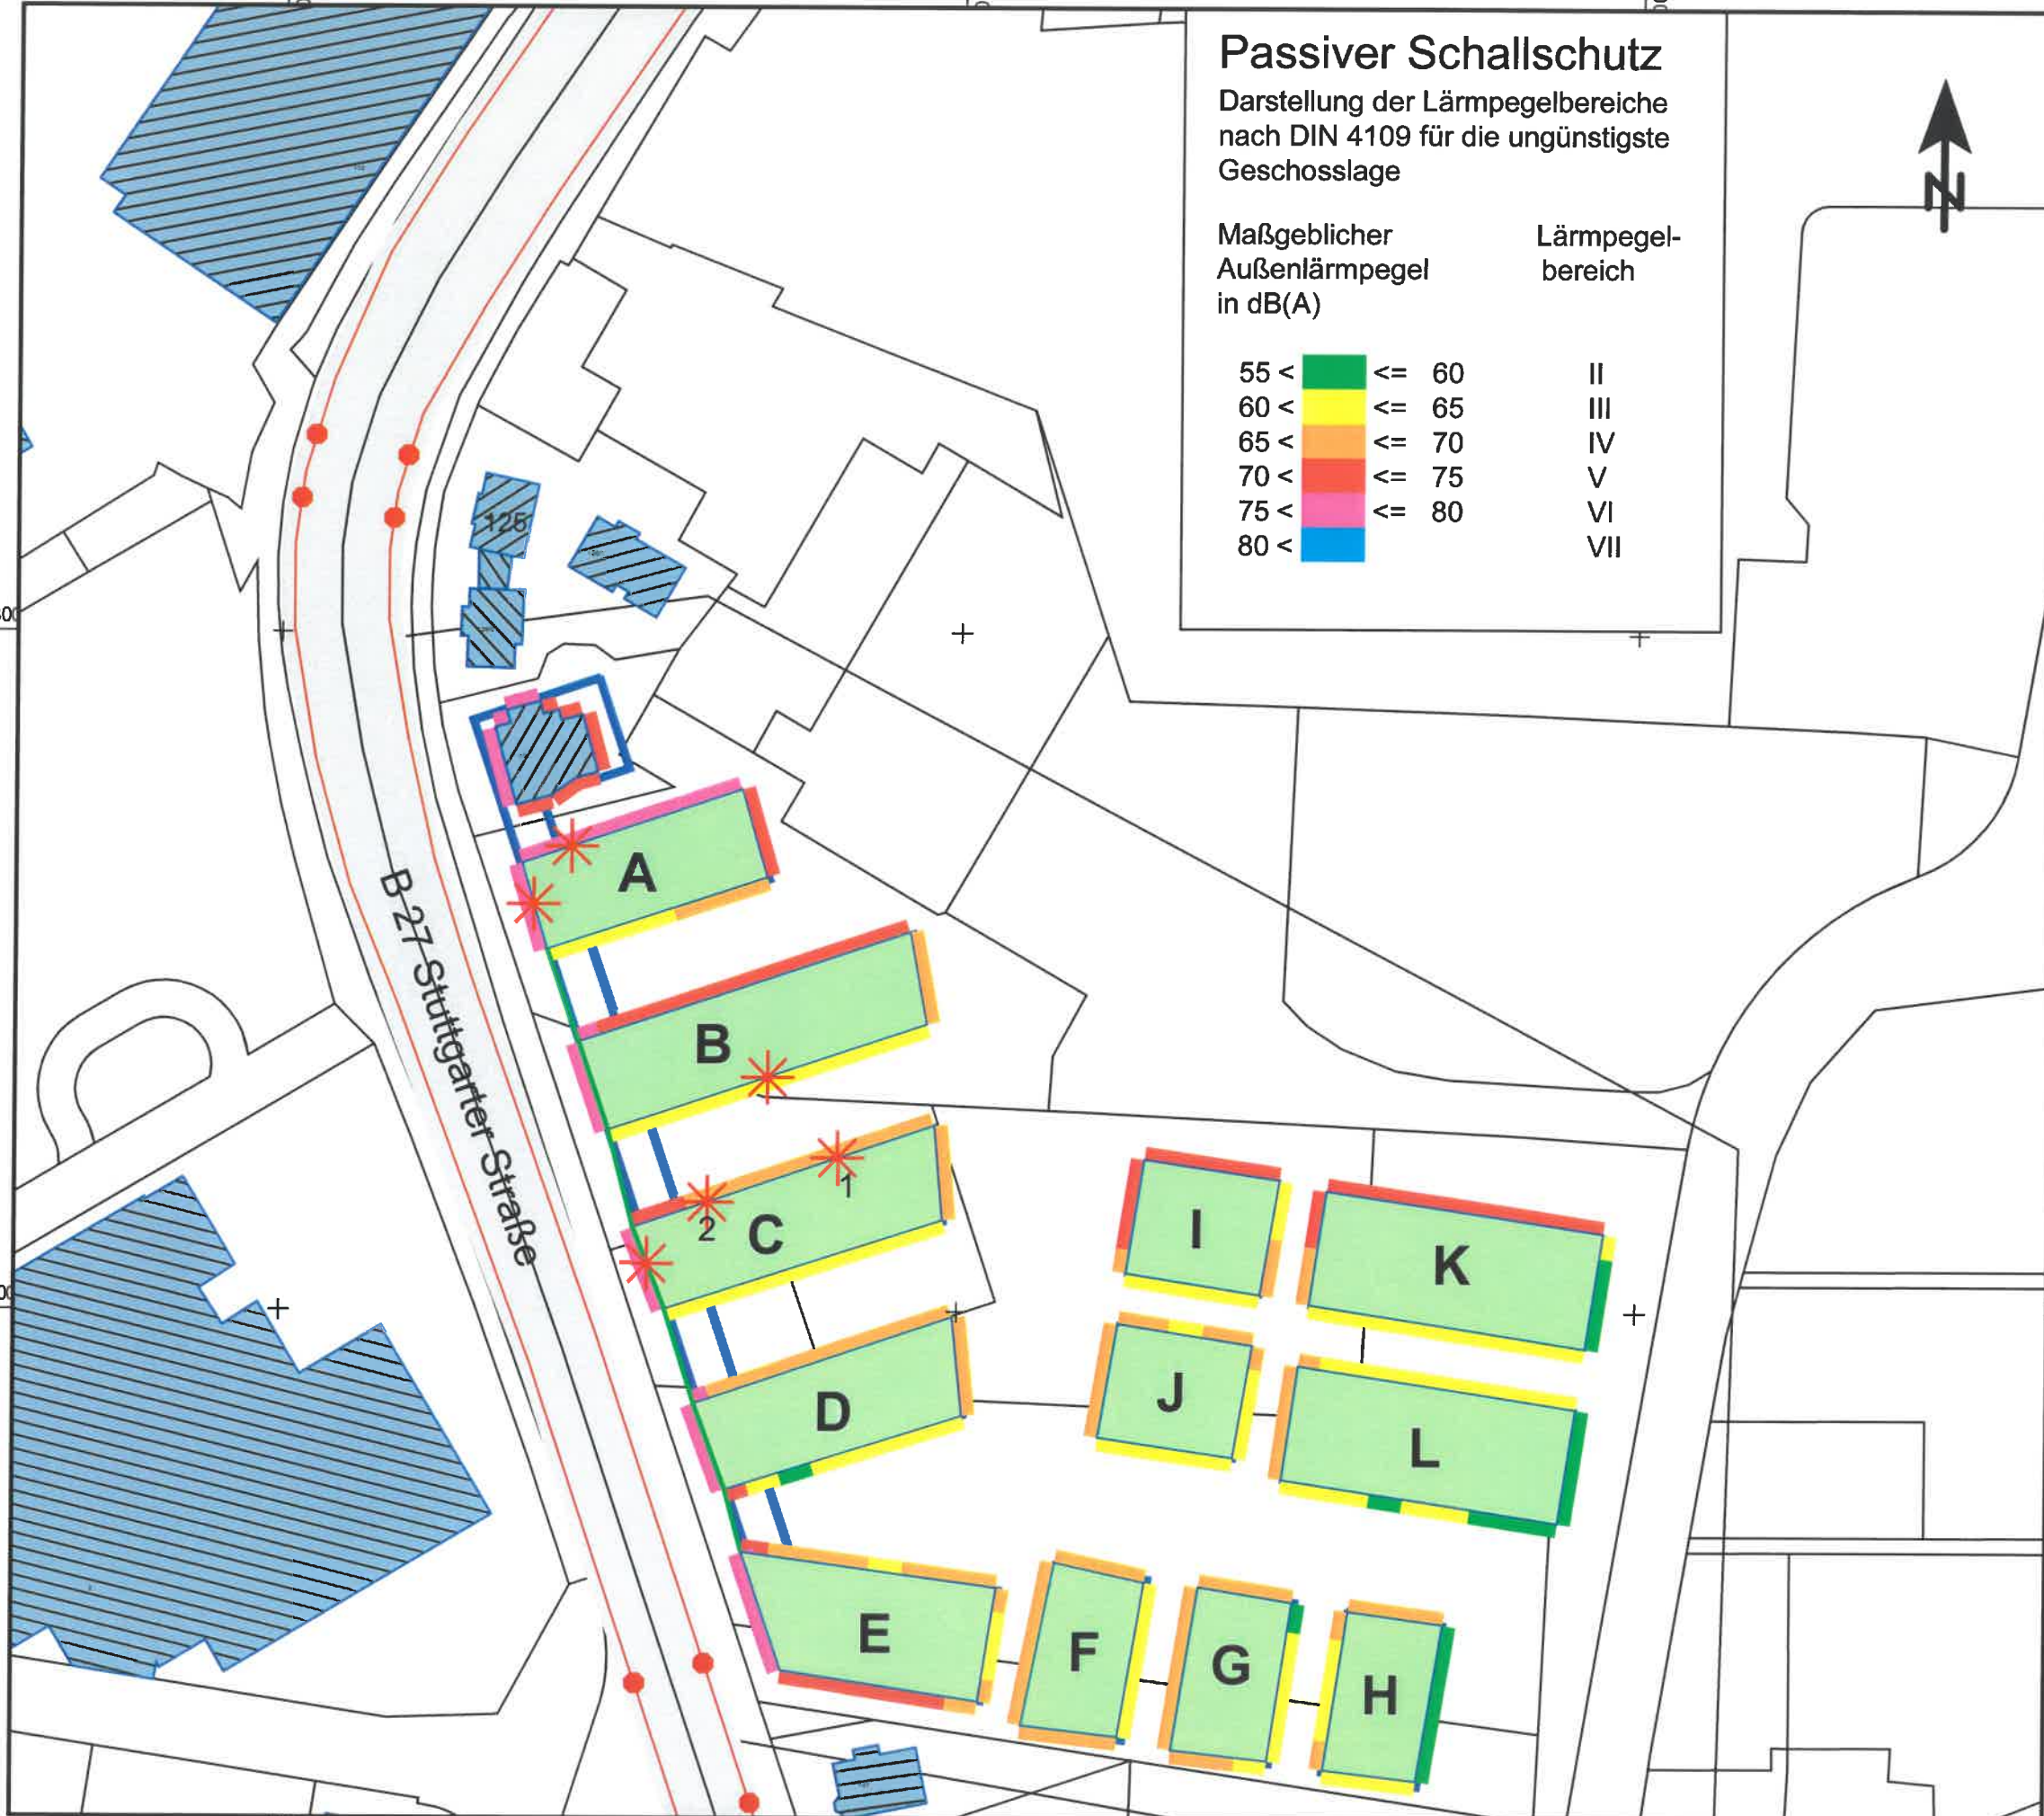 Passiver Schallschutz
Darstellung der Lärmpegelbereiche
nach DIN 4109 für die ungünstigste
Geschosslage
Maßgeblicher
Außenlärmpegel
in dB(A)
Lärmpegel-
bereich
55 < <= 60 II
60 < <= 65 III
65 < <= 70 IV
70 < <= 75 V
75 < <= 80 VI
80 < VII
N
125
A
B 27 Stuttgarter Straße
B
1
2
C
I
K
D
J
L
E
F
G
H